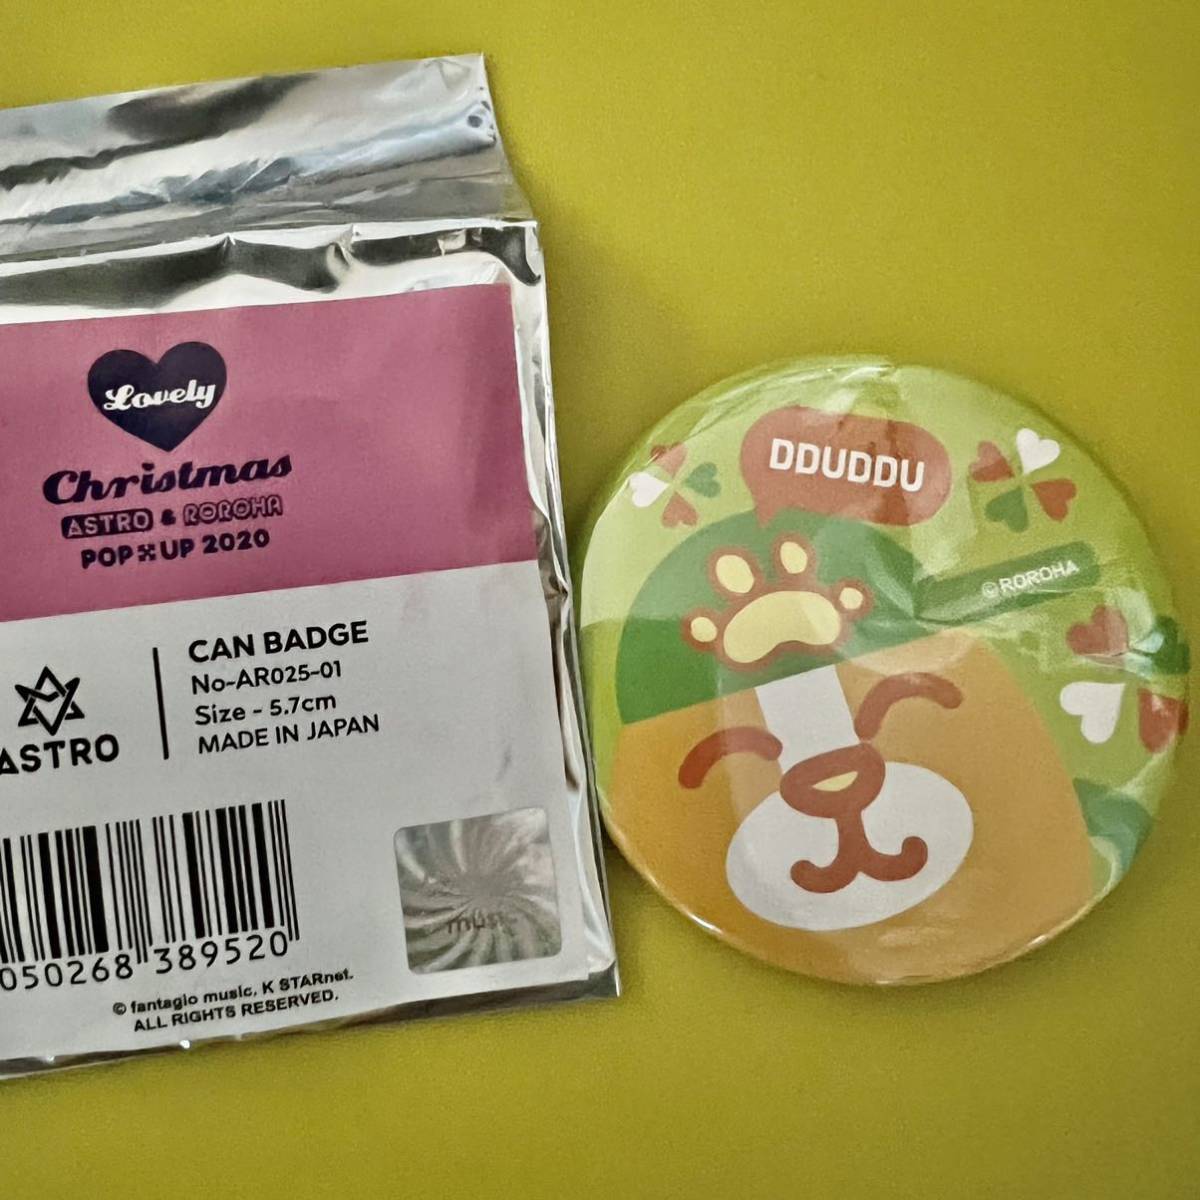 Lovely
Christmas
ASTRO & ROROHA
POP UP 2020
CAN BADGE
No-AR025-01
Size - 5.7cm
MADE IN JAPAN
ASTRO
050268 389520
© fantagio music, K STARnet.
ALL RIGHTS RESERVED.
music
DDUDDU
© ROROHA